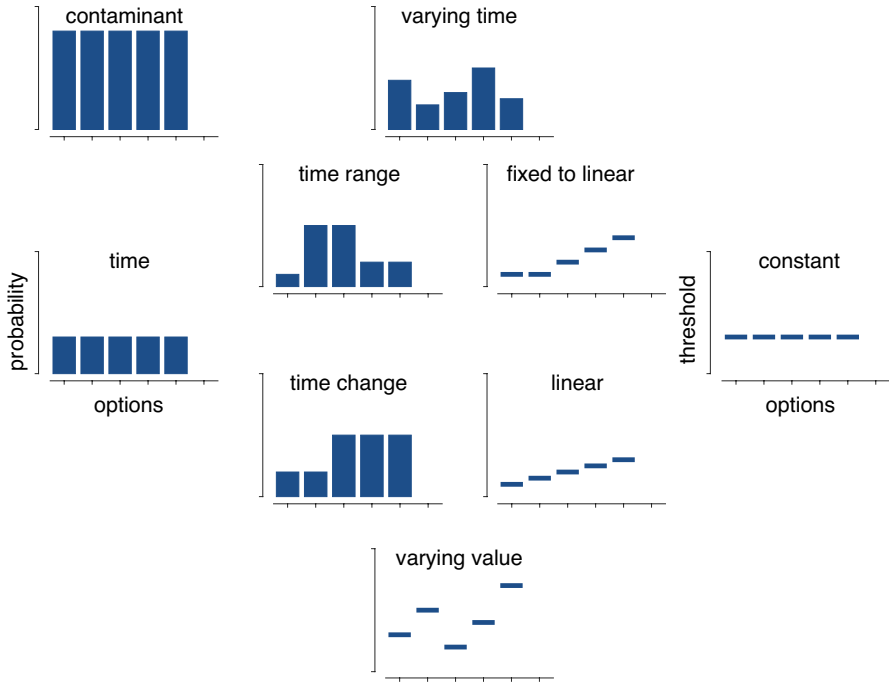 contaminant
varying time
time range
fixed to linear
time
constant
probability
threshold
options
options
time change
linear
varying value